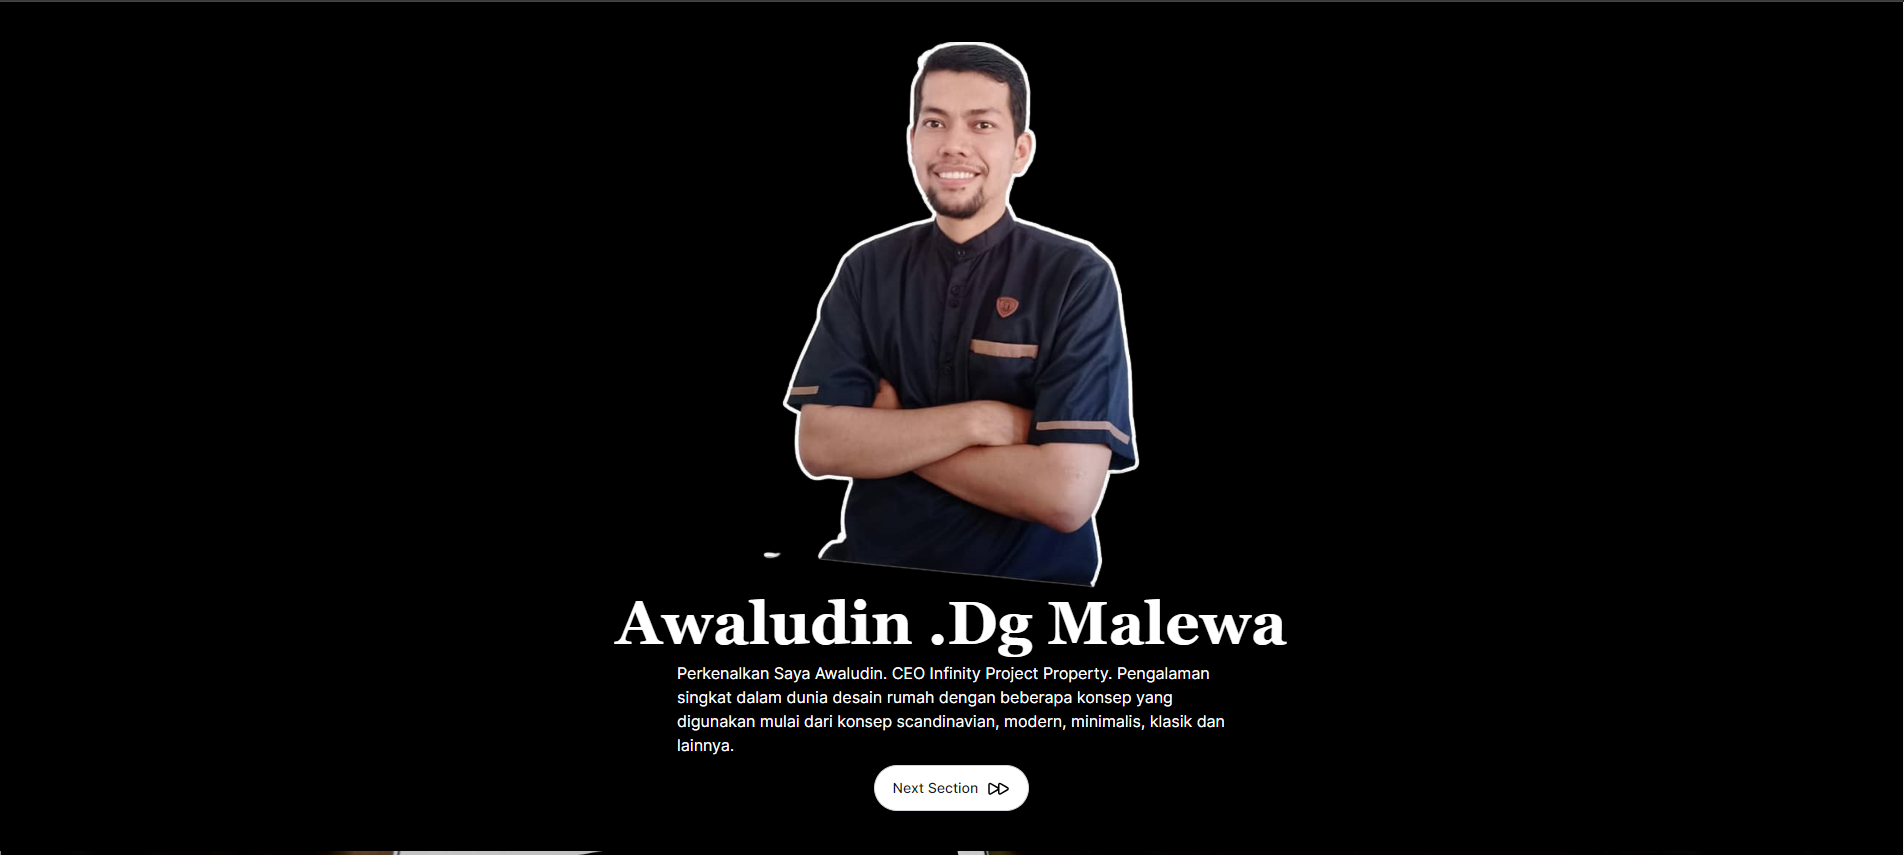 Awaludin .Dg Malewa
Perkenalkan Saya Awaludin. CEO Infinity Project Property. Pengalaman
singkat dalam dunia desain rumah dengan beberapa konsep yang
digunakan mulai dari konsep scandinavian, modern, minimalis, klasik dan
lainnya.
Next Section